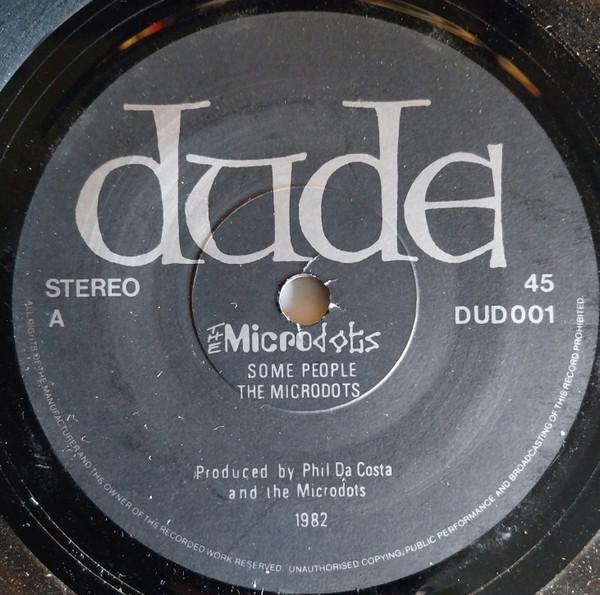 dude
STEREO
45
A
DUD001
THE Microdots
SOME PEOPLE
THE MICRODOTS
Produced by Phil Da Costa
and the Microdots
1982
ALL RIGHTS OF THE MANUFACTURER AND THIS OWNER OF THIS RECORDED WORK RESERVED UNAUTHORISED COPYING, PUBLIC PERFORMANCE AND BROADCASTING OF THIS RECORD PROHIBITED